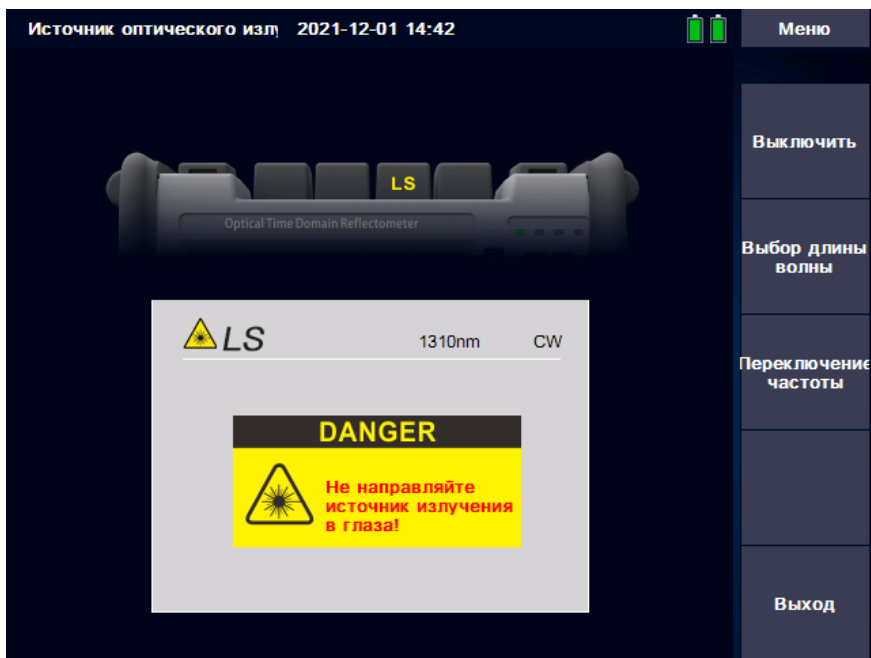 Источник оптического изл 2021-12-01 14:42
Меню
LS
Optical Time Domain Reflectometer
Выключить
Выбор длины
волны
Переключение
частоты
Выход
LS 1310nm CW
DANGER
Не направляйте
источник излучения
в глаза!